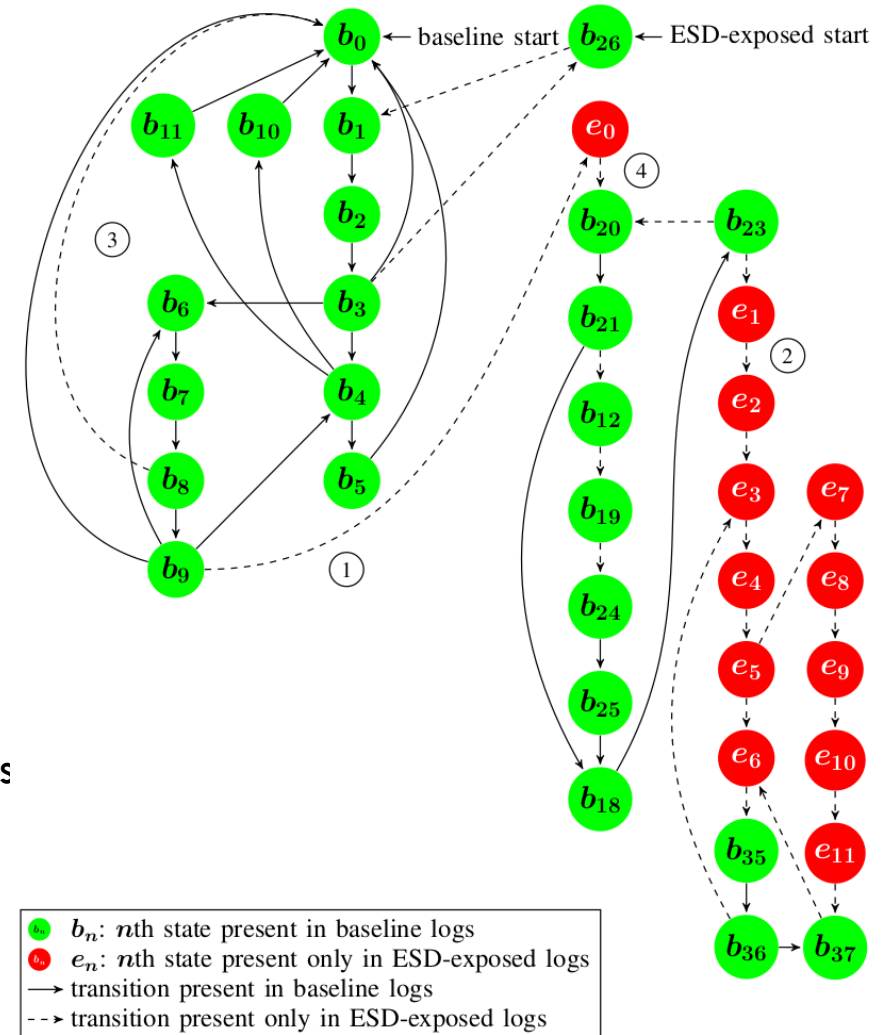 b0
baseline start
b26
ESD-exposed start
b11
b10
b1
e0
4
b2
b20
b23
3
b6
b3
b21
e1
2
b7
b4
b12
e2
b8
b5
b19
e3
e7
b9
1
b24
e4
e8
b25
e5
e9
s
b18
e6
e10
b35
e11
b36
b37
bn bn: nth state present in baseline logs
bn en: nth state present only in ESD-exposed logs
transition present in baseline logs
transition present only in ESD-exposed logs